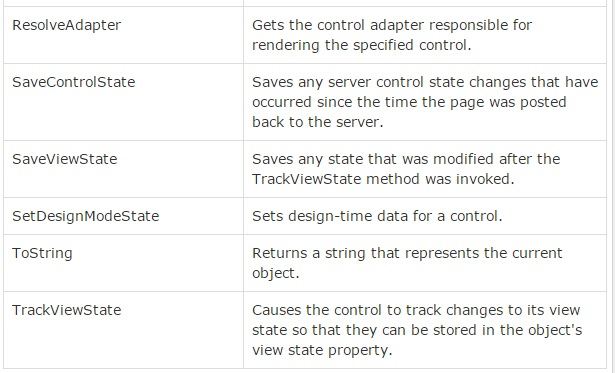 ResolveAdapter
Gets the control adapter responsible for
rendering the specified control.
SaveControlState
Saves any server control state changes that have
occurred since the time the page was posted
back to the server.
SaveViewState
Saves any state that was modified after the
TrackViewState method was invoked.
SetDesignModeState
Sets design-time data for a control.
ToString
Returns a string that represents the current
object.
TrackViewState
Causes the control to track changes to its view
state so that they can be stored in the object's
view state property.